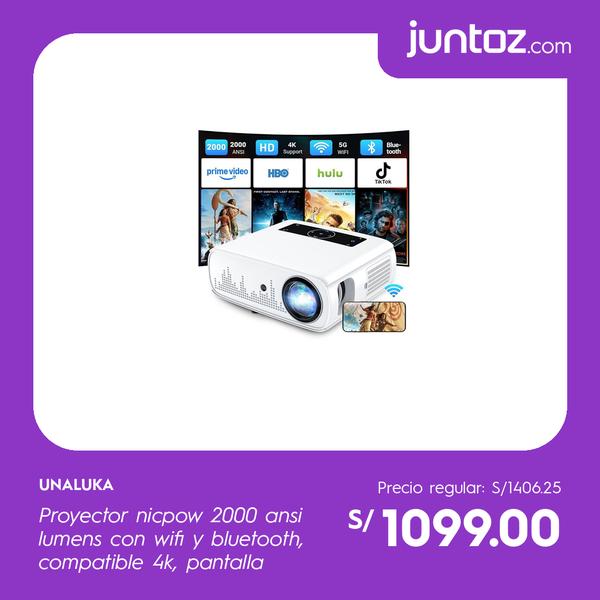 juntoz.com
2000 2000 ANSI
HD 4K Support
5G WiFi
Blue-tooth
prime video
HBO
hulu
TikTok
UNALUKA
Proyector nicpow 2000 ansi
lumens con wifi y bluetooth,
compatible 4k, pantalla
Precio regular: S/1406.25
S/ 1099.00